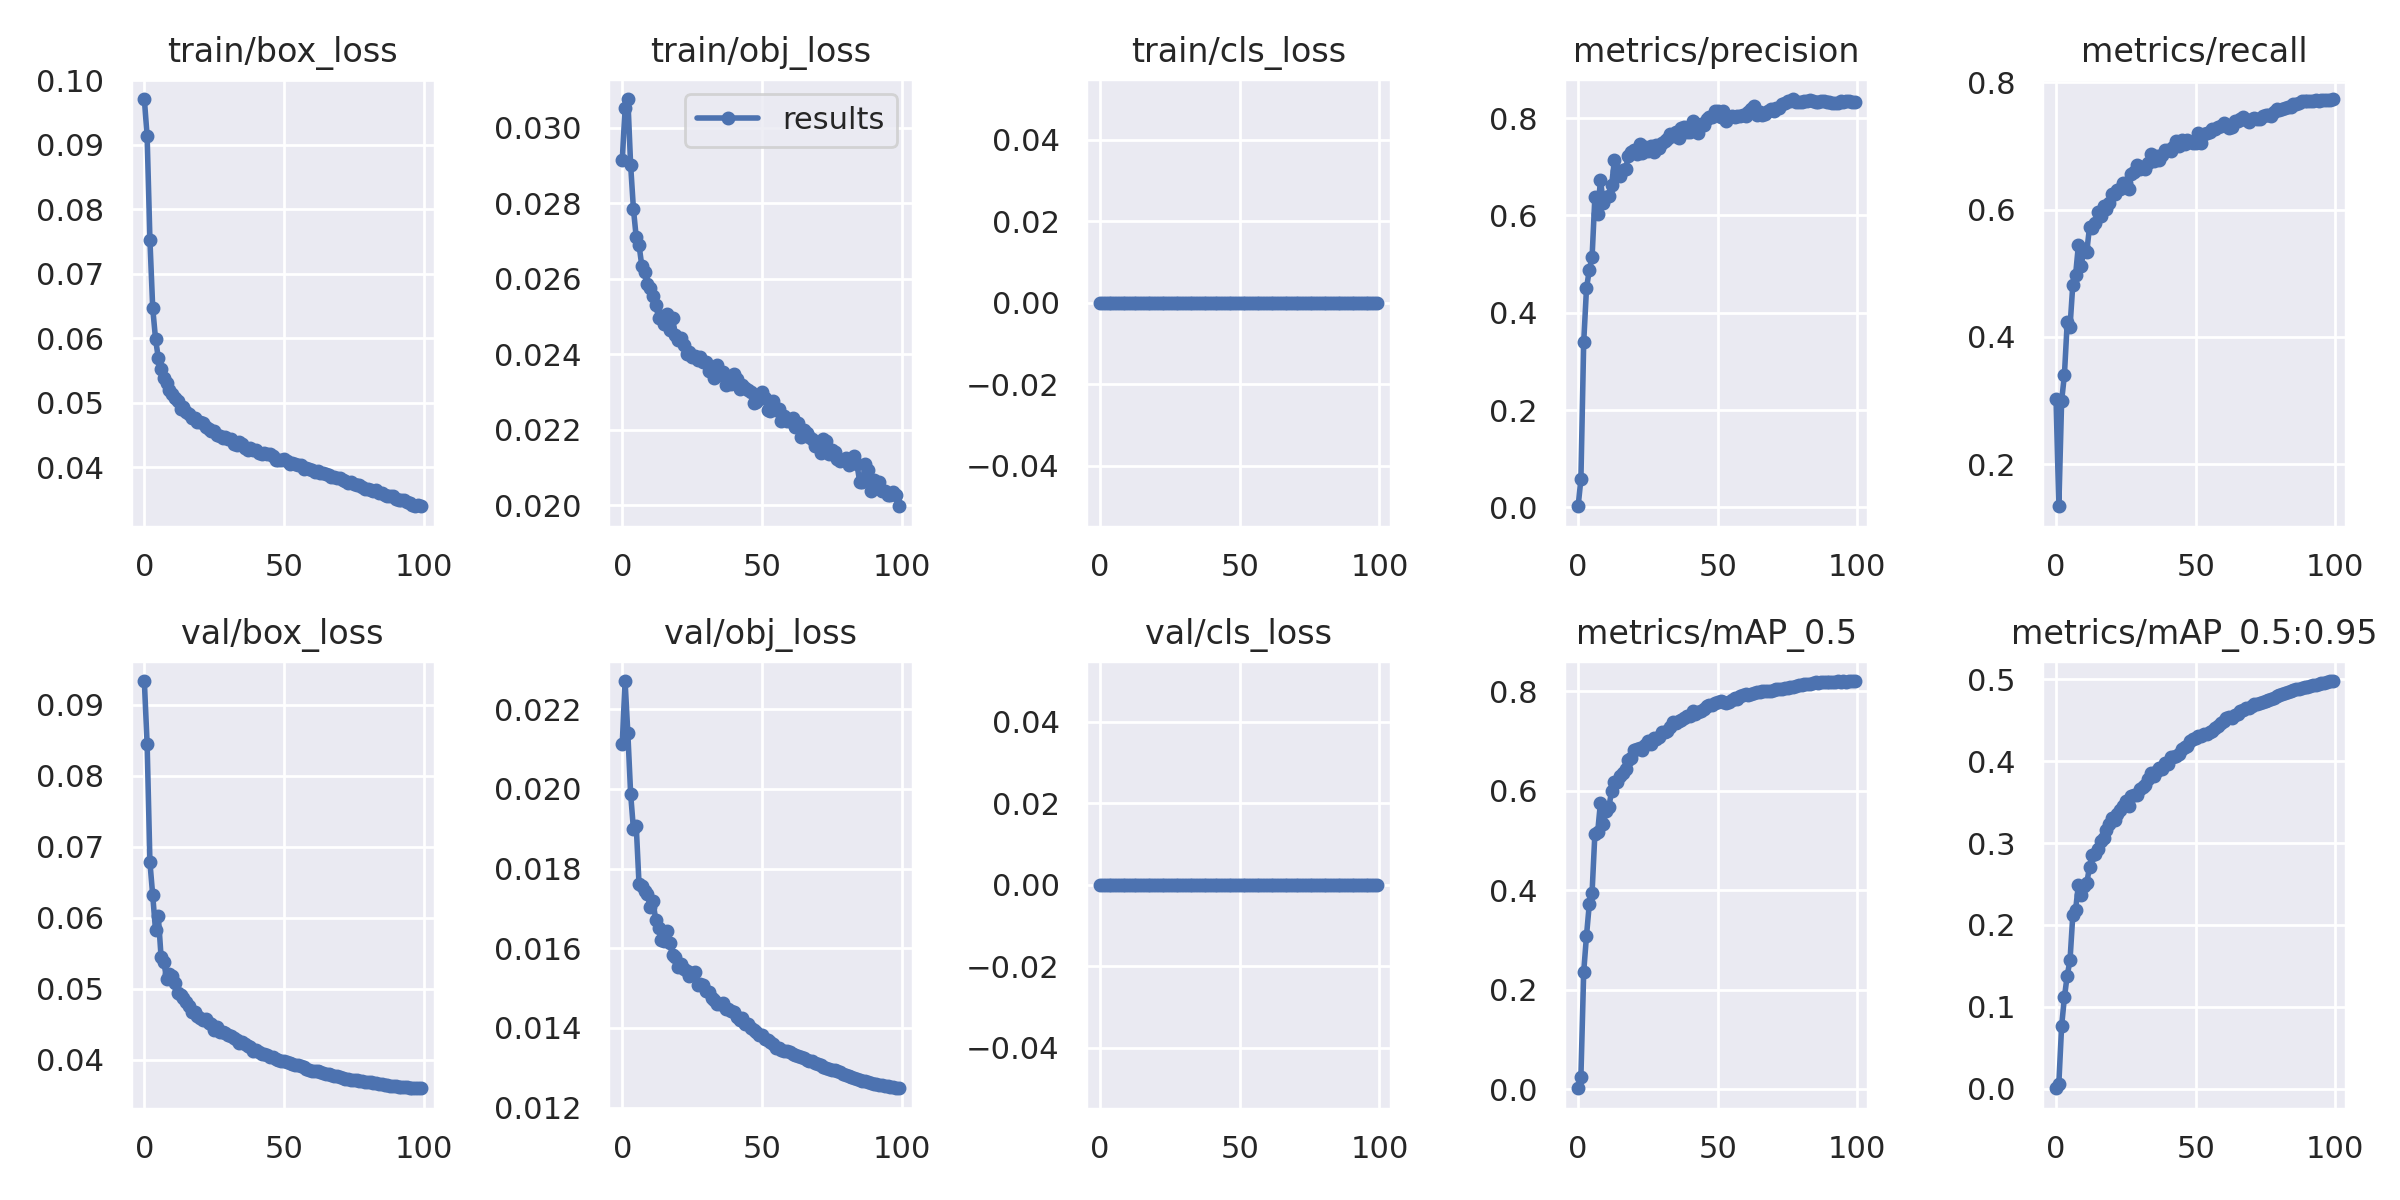 train/box_loss
0.10
0.09
0.08
0.07
0.06
0.05
0.04
0 50 100
train/obj_loss
results
0.030
0.028
0.026
0.024
0.022
0.020
0 50 100
train/cls_loss
0.04
0.02
0.00
−0.02
−0.04
0 50 100
metrics/precision
0.8
0.6
0.4
0.2
0.0
0 50 100
metrics/recall
0.8
0.6
0.4
0.2
0 50 100
val/box_loss
0.09
0.08
0.07
0.06
0.05
0.04
0 50 100
val/obj_loss
0.022
0.020
0.018
0.016
0.014
0.012
0 50 100
val/cls_loss
0.04
0.02
0.00
−0.02
−0.04
0 50 100
metrics/mAP_0.5
0.8
0.6
0.4
0.2
0.0
0 50 100
metrics/mAP_0.5:0.95
0.5
0.4
0.3
0.2
0.1
0.0
0 50 100